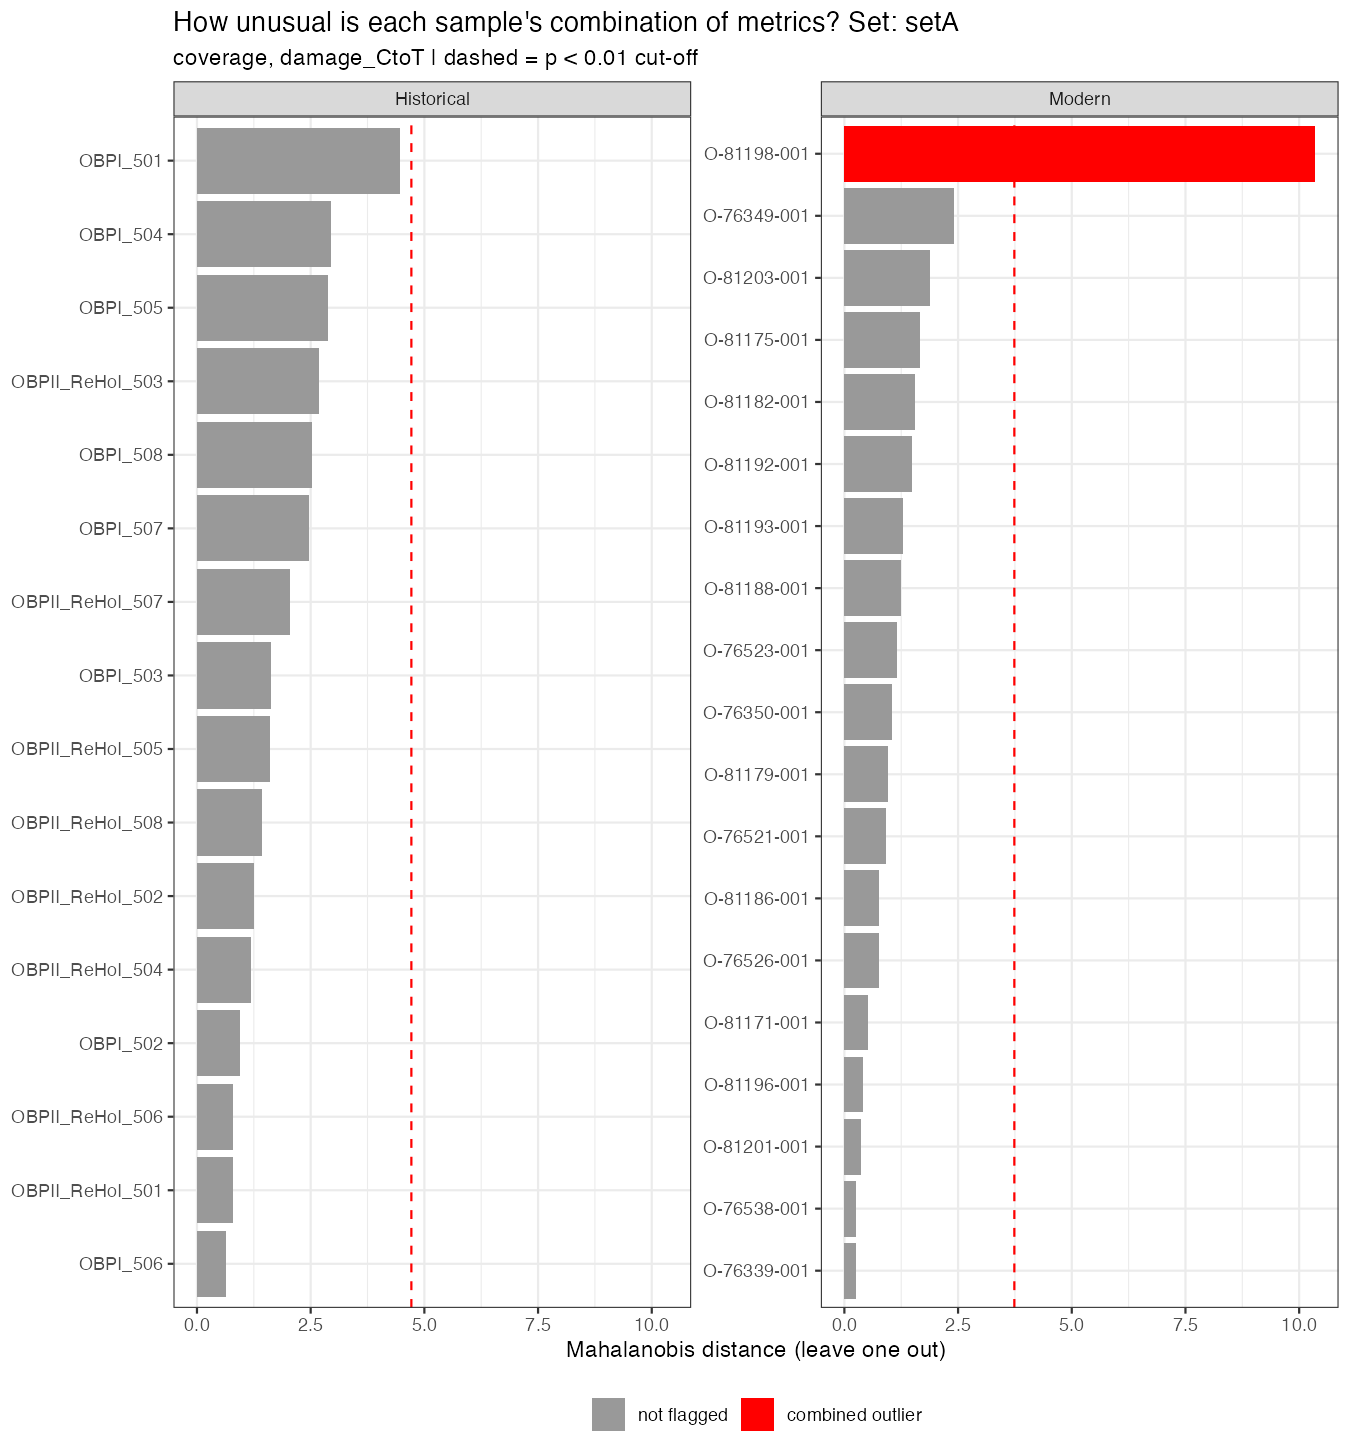 How unusual is each sample's combination of metrics? Set: setA
coverage, damage_CtoT | dashed = p < 0.01 cut-off
Historical
OBPI_501
OBPI_504
OBPI_505
OBPII_ReHol_503
OBPI_508
OBPI_507
OBPII_ReHol_507
OBPI_503
OBPII_ReHol_505
OBPII_ReHol_508
OBPII_ReHol_502
OBPII_ReHol_504
OBPI_502
OBPII_ReHol_506
OBPII_ReHol_501
OBPI_506
0.0 2.5 5.0 7.5 10.0
Modern
O-81198-001
O-76349-001
O-81203-001
O-81175-001
O-81182-001
O-81192-001
O-81193-001
O-81188-001
O-76523-001
O-76350-001
O-81179-001
O-76521-001
O-81186-001
O-76526-001
O-81171-001
O-81196-001
O-81201-001
O-76538-001
O-76339-001
0.0 2.5 5.0 7.5 10.0
Mahalanobis distance (leave one out)
not flagged combined outlier